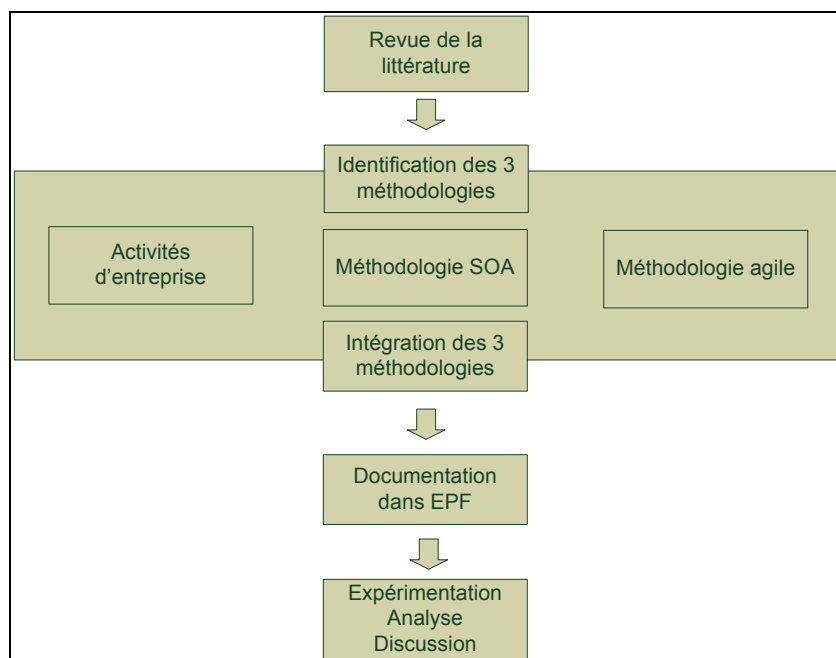 Revue de la
littérature
Identification des 3
méthodologies
Activités
d'entreprise
Méthodologie SOA
Méthodologie agile
Intégration des 3
méthodologies
Documentation
dans EPF
Expérimentation
Analyse
Discussion